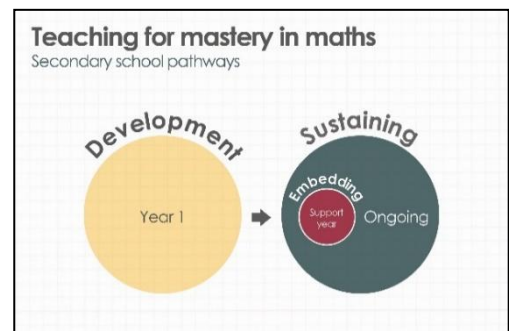 Teaching for mastery in maths
Secondary school pathways
Development
Year 1
Sustaining
Embedding
Support
year
Ongoing